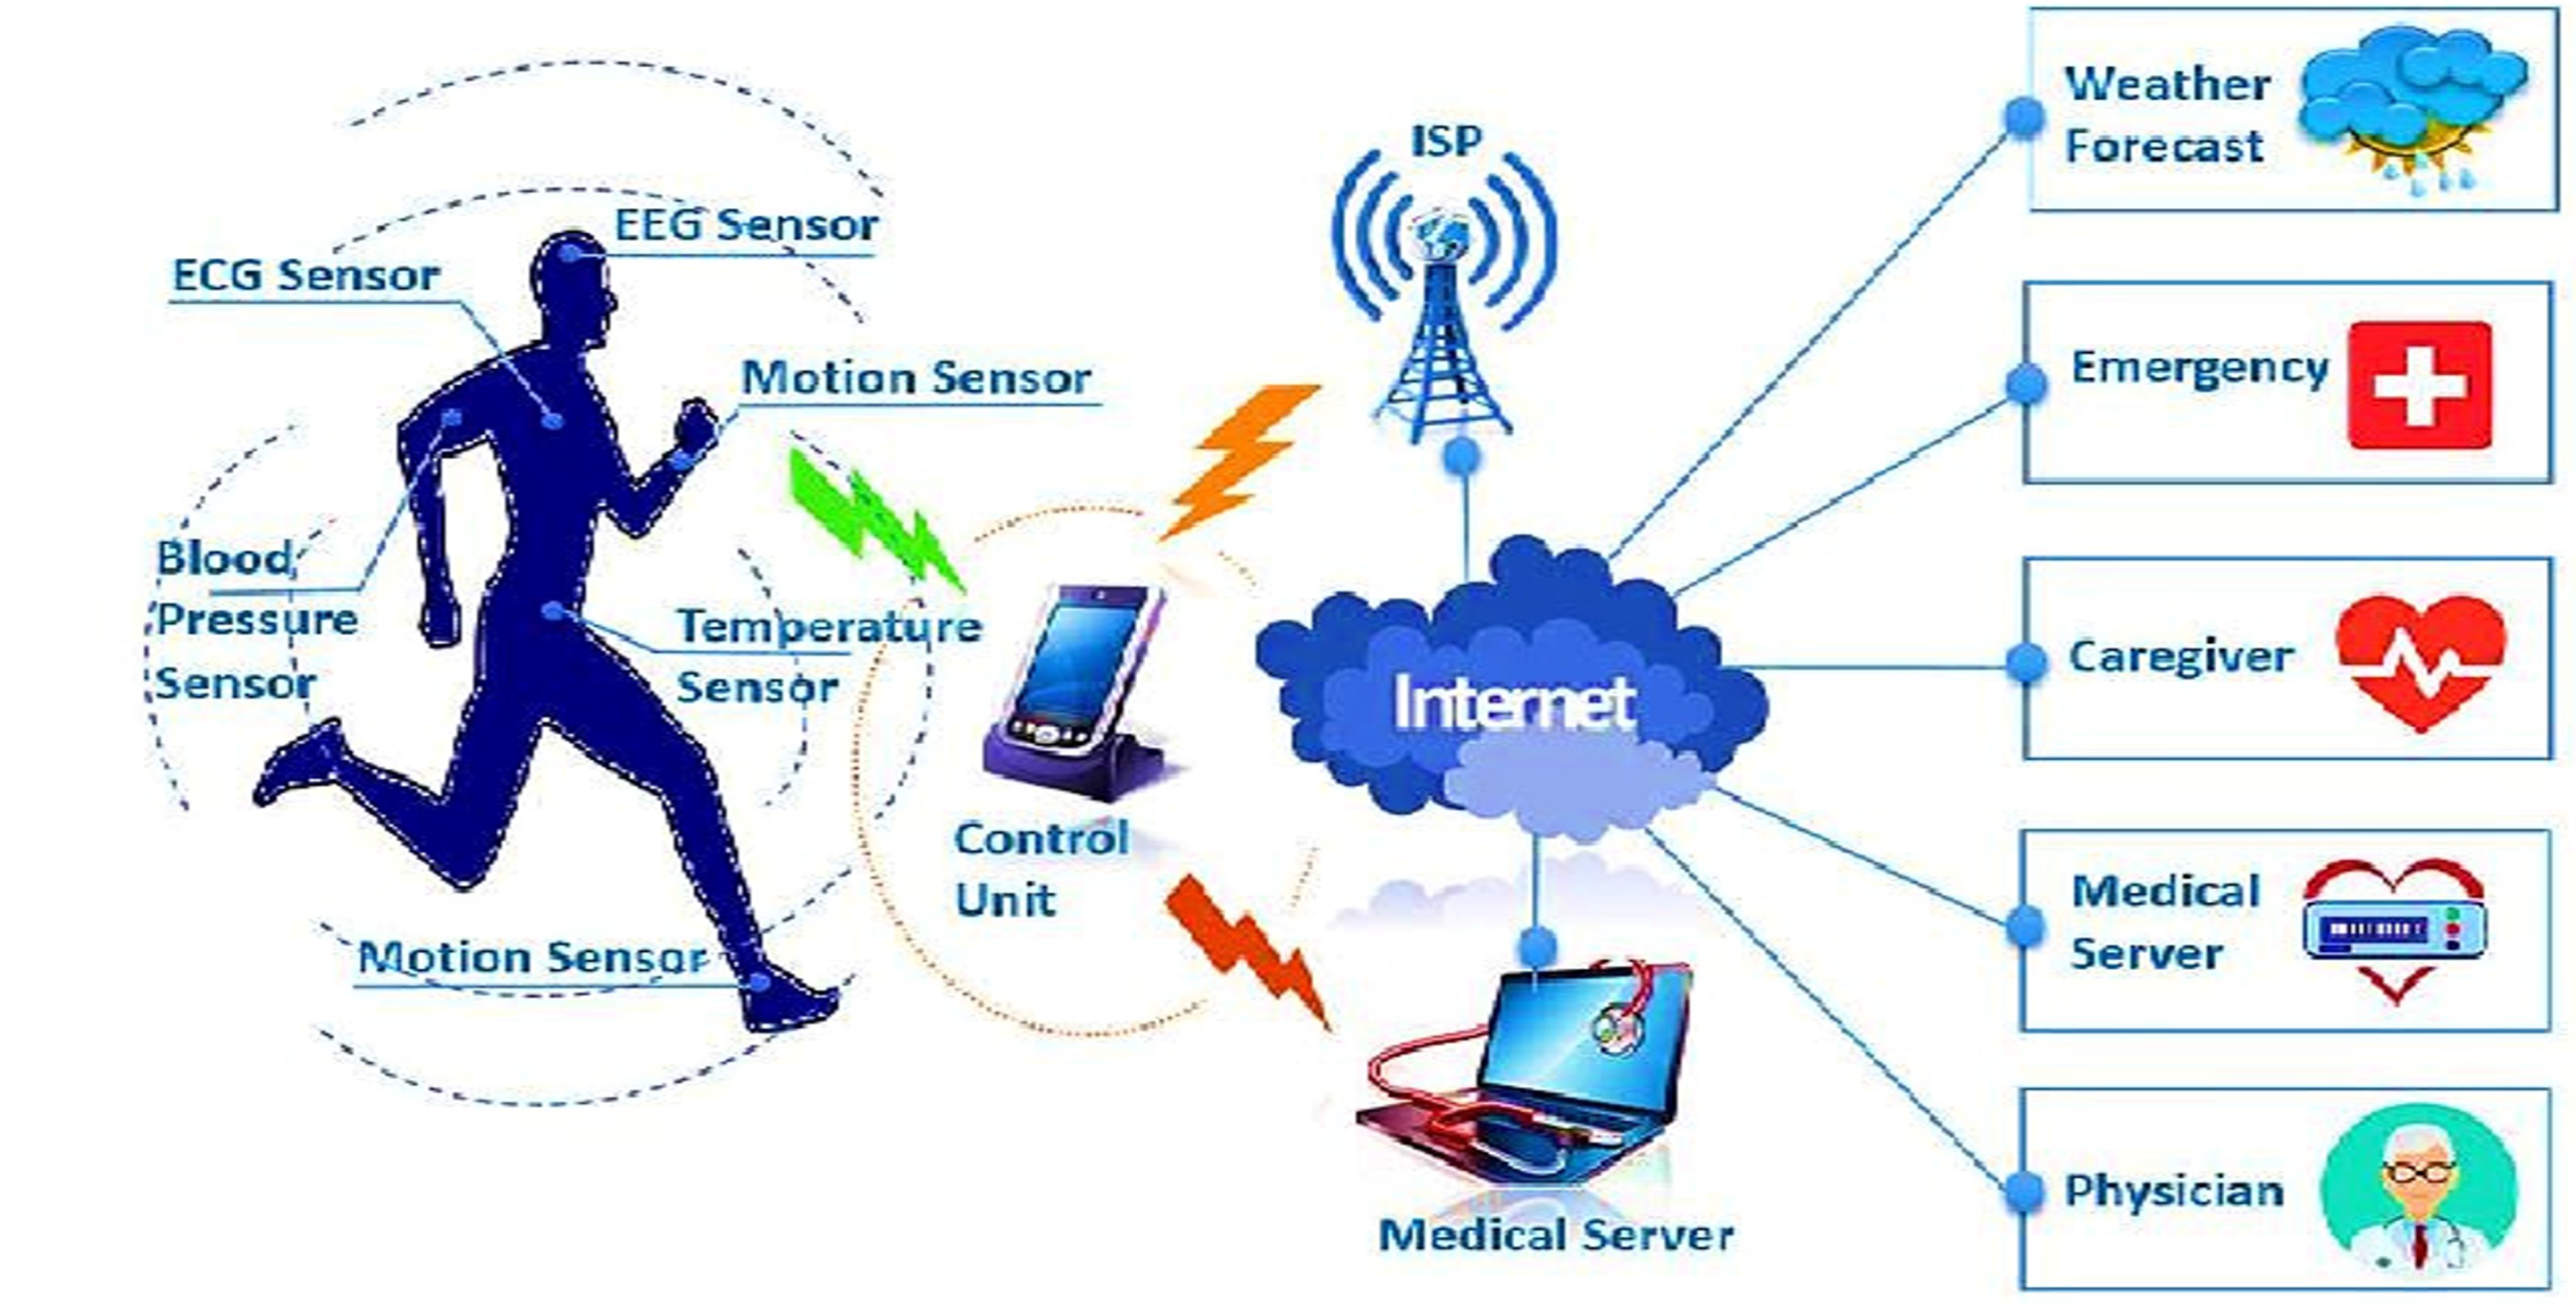 EEG Sensor
ECG Sensor
Motion Sensor
Blood
Pressure
Sensor
Temperature
Sensor
Motion Sensor
Control
Unit
ISP
Internet
Medical Server
Weather
Forecast
Emergency
Caregiver
Medical
Server
Physician